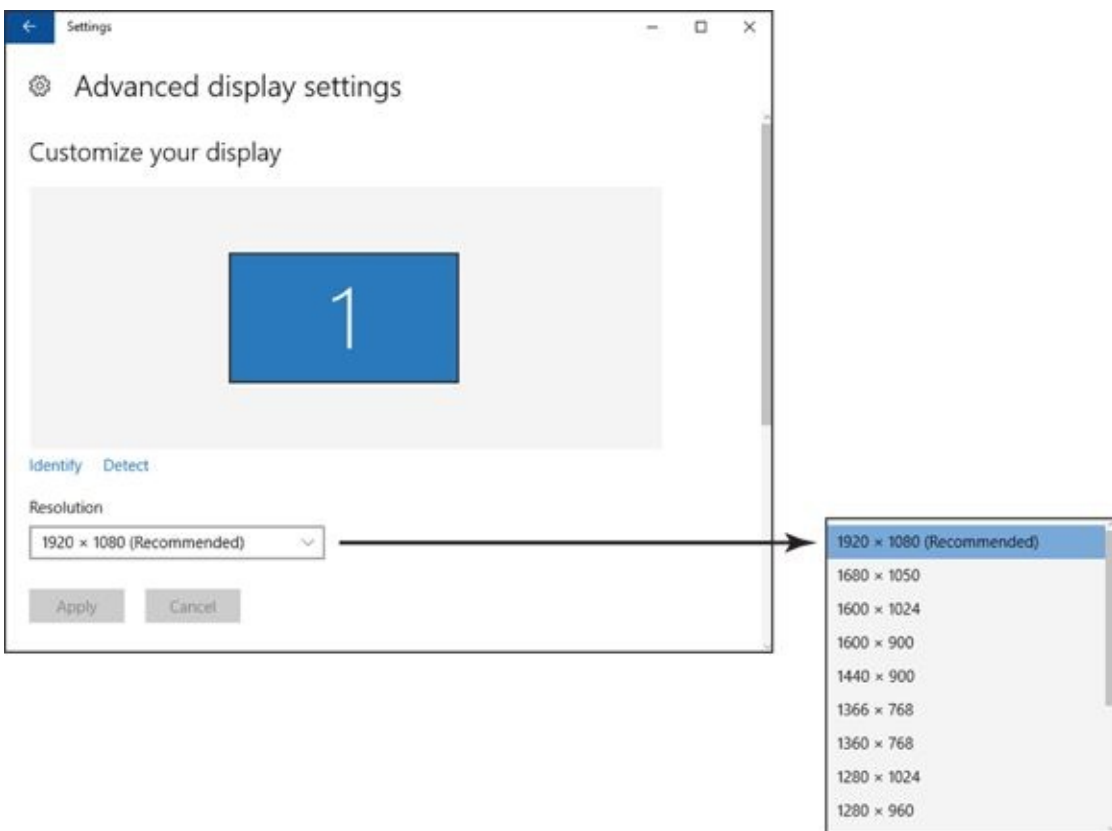 Settings
Advanced display settings
Customize your display
1
Identify Detect
Resolution
1920 × 1080 (Recommended)
Apply Cancel
1920 × 1080 (Recommended)
1680 × 1050
1600 × 1024
1600 × 900
1440 × 900
1366 × 768
1360 × 768
1280 × 1024
1280 × 960